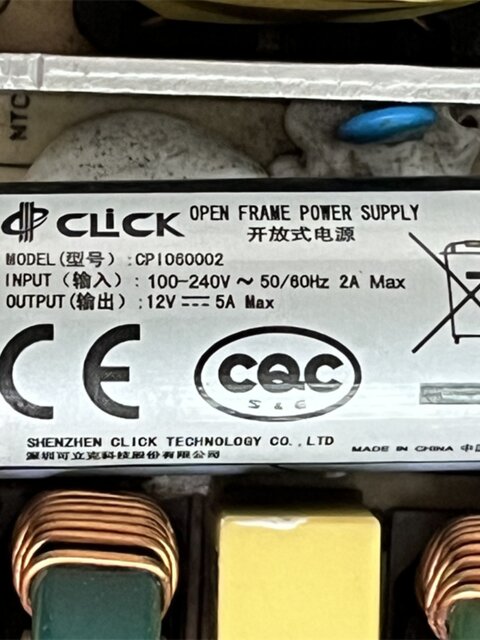 NTC
CLiCK OPEN FRAME POWER SUPPLY
开放式电源
MODEL(型号):CPI060002
INPUT (输入): 100-240V ~ 50/60Hz 2A Max
OUTPUT(输出):12V⎓5A Max
CE
CQC
S & E
SHENZHEN CLICK TECHNOLOGY CO., LTD
深圳可立克科技股份有限公司
MADE IN CHINA 中